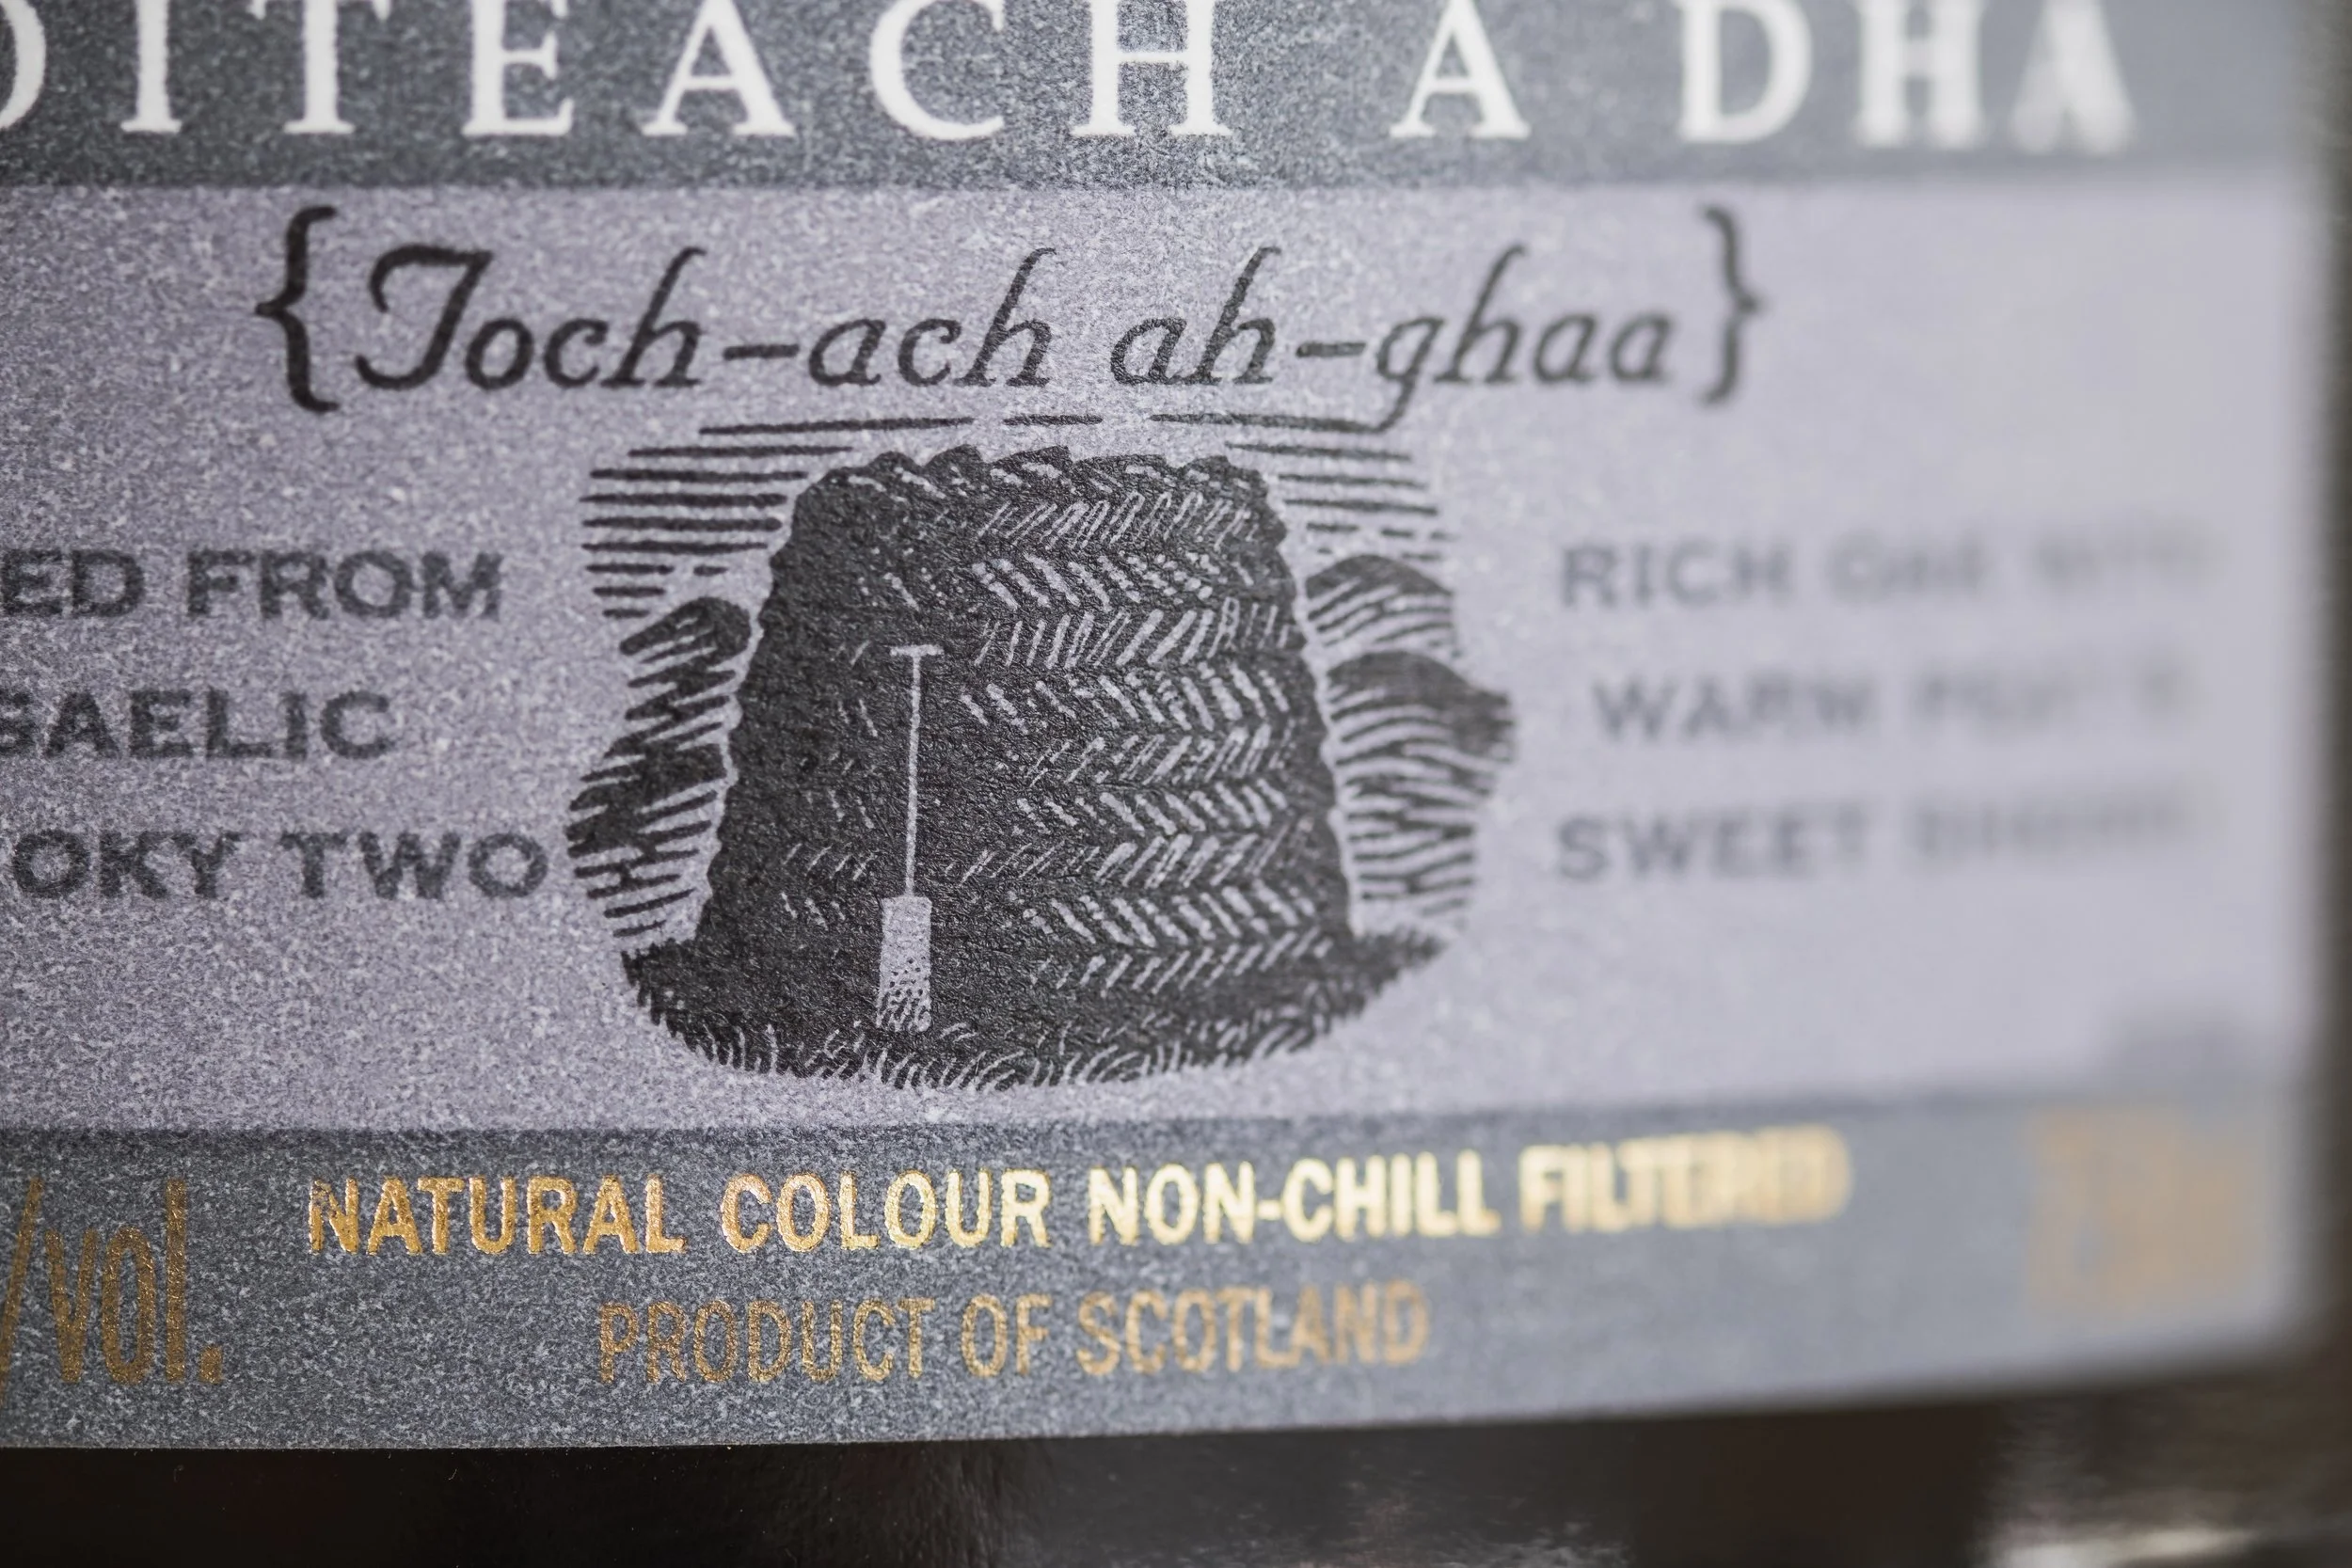 OITEACH A DHA
{Toch-ach ah-ghaa}
ED FROM
GAELIC
OKY TWO
RICH
WARM
SWEET
/vol.
NATURAL COLOUR NON-CHILL FILTERED
PRODUCT OF SCOTLAND